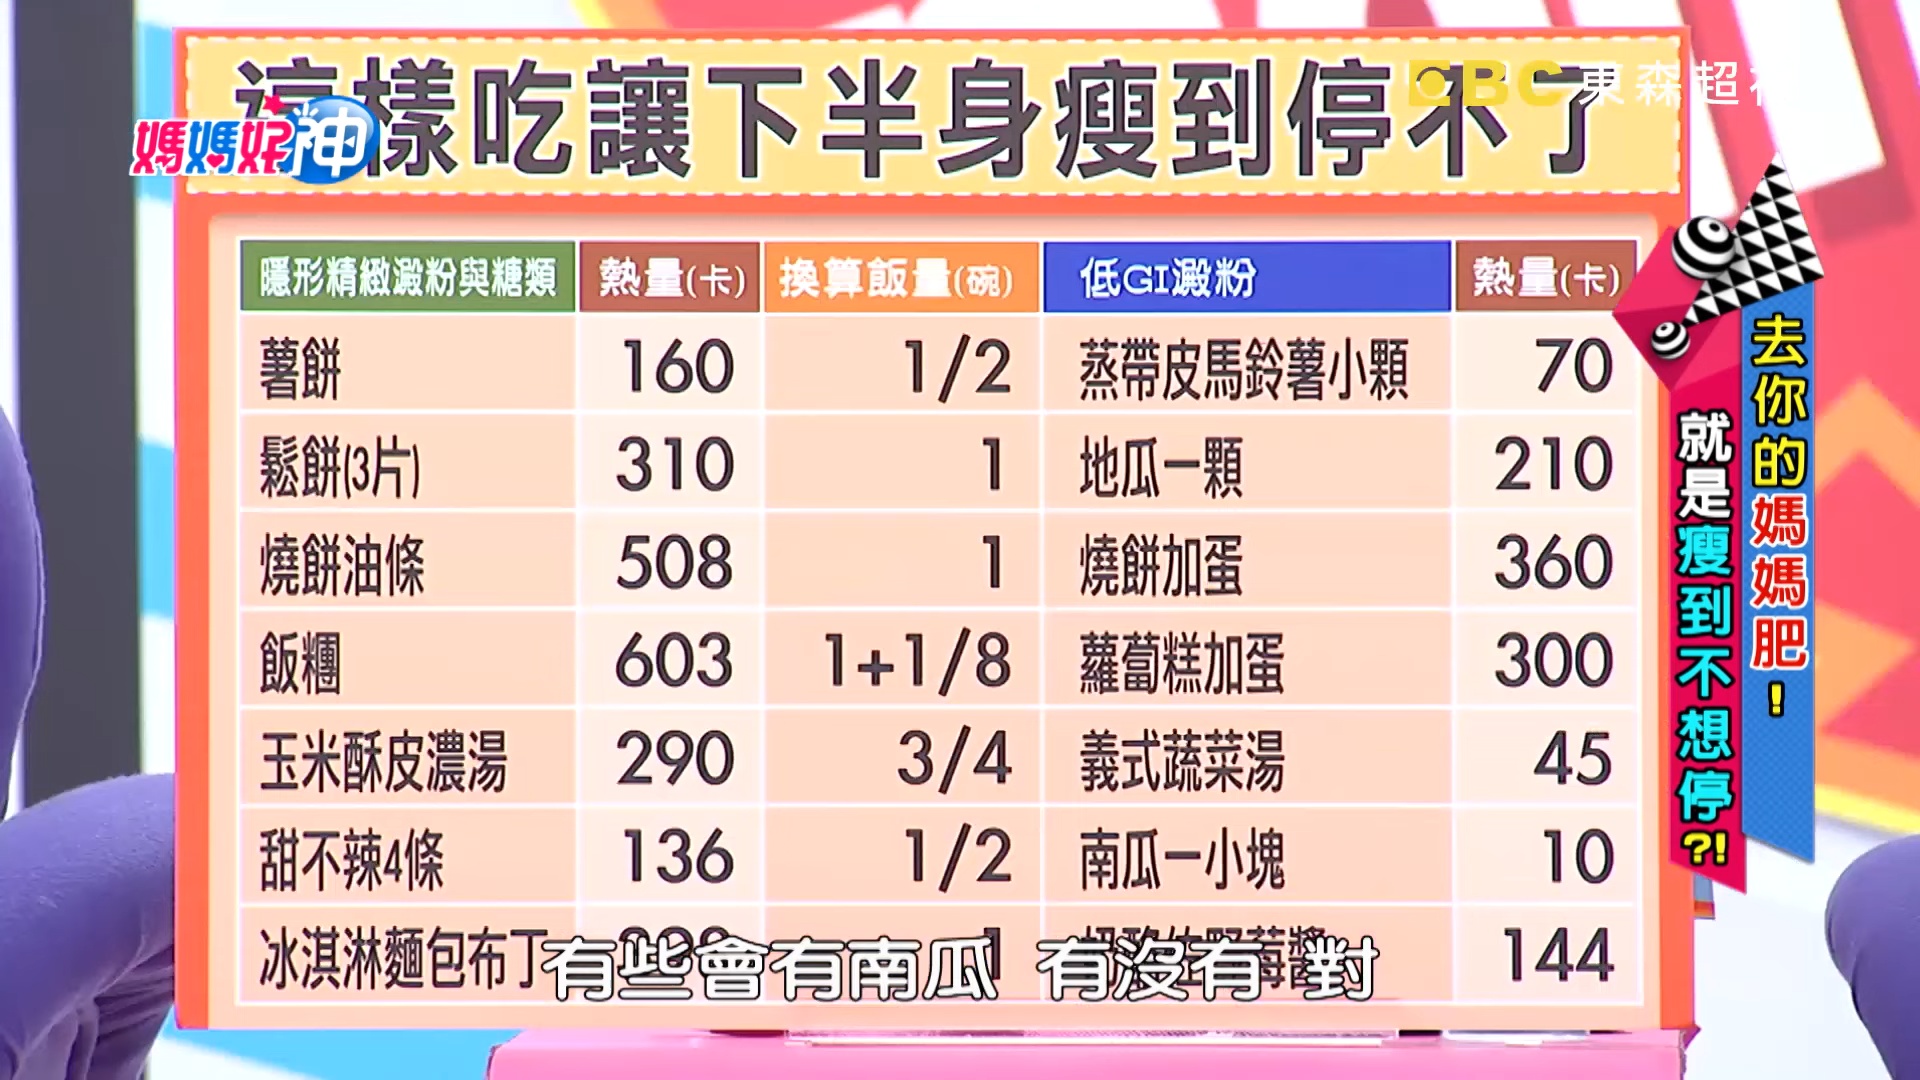 這樣吃讓下半身瘦到停不了
媽媽好神
EBC 東森超視
隱形精緻澱粉與糖類 熱量(卡) 換算飯量(碗) 低GI澱粉 熱量(卡)
薯餅 160 1/2 蒸帶皮馬鈴薯小顆 70
鬆餅(3片) 310 1 地瓜一顆 210
燒餅油條 508 1 燒餅加蛋 360
飯糰 603 1+1/8 蘿蔔糕加蛋 300
玉米酥皮濃湯 290 3/4 義式蔬菜湯 45
甜不辣4條 136 1/2 南瓜一小塊 10
冰淇淋麵包布丁 1 144
有些會有南瓜 有沒有 對
去你的媽媽肥!
就是瘦到不想停?!